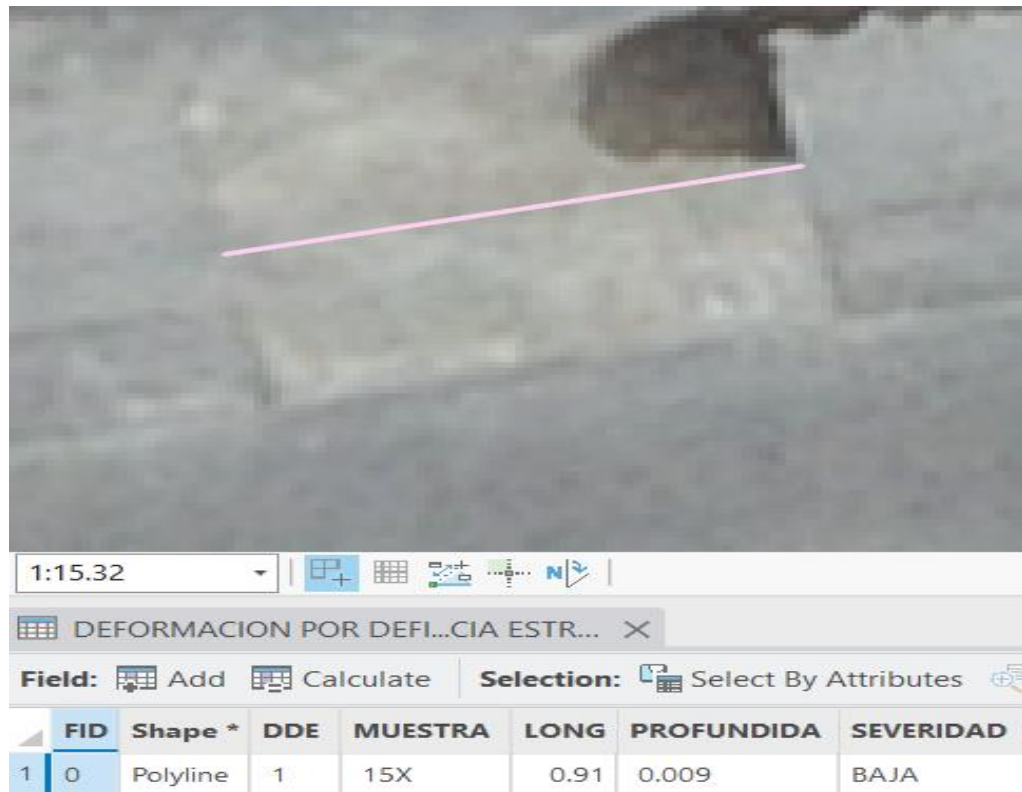 1:15.32 N
DEFORMACION POR DEFI...CIA ESTR...
Field: Add Calculate Selection: Select By Attributes
FID Shape * DDE MUESTRA LONG PROFUNDIDA SEVERIDAD
1 0 Polyline 1 15X 0.91 0.009 BAJA